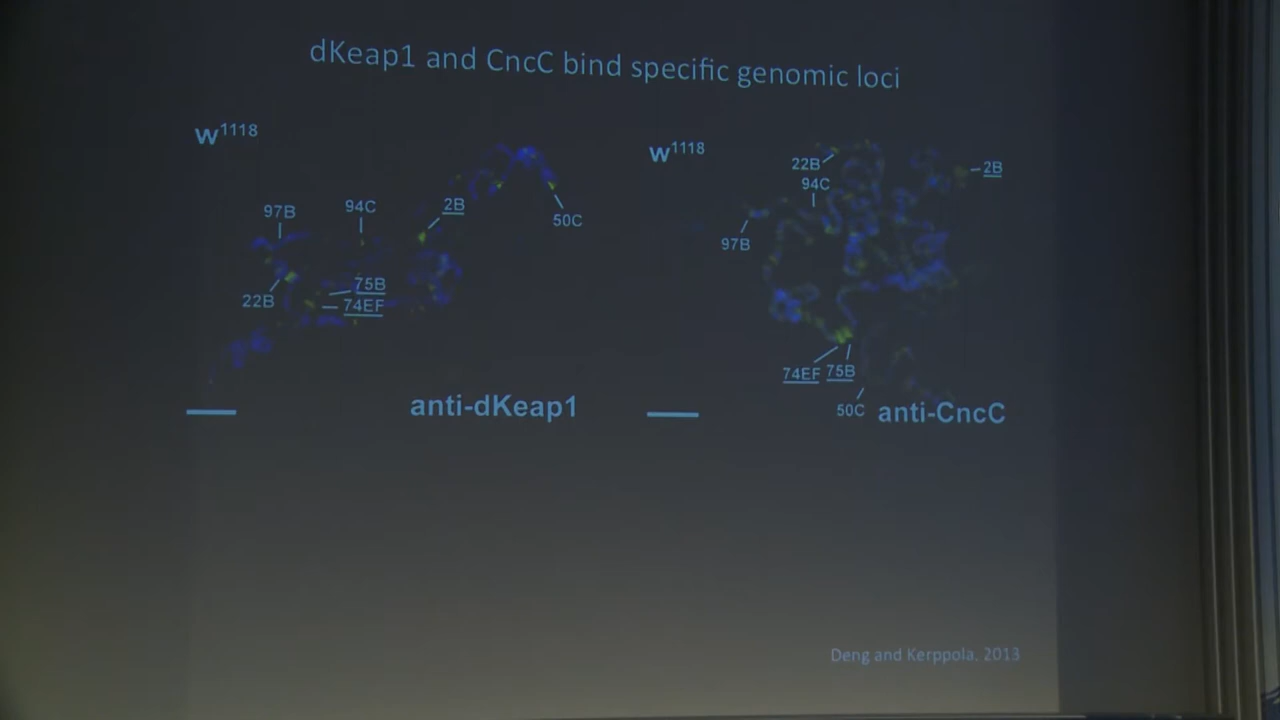 dKeap1 and CncC bind specific genomic loci
w1118
97B
94C
2B
50C
22B
75B
74EF
anti-dKeap1
w1118
22B
94C
2B
97B
74EF 75B
50C
anti-CncC
Deng and Kerppola. 2013